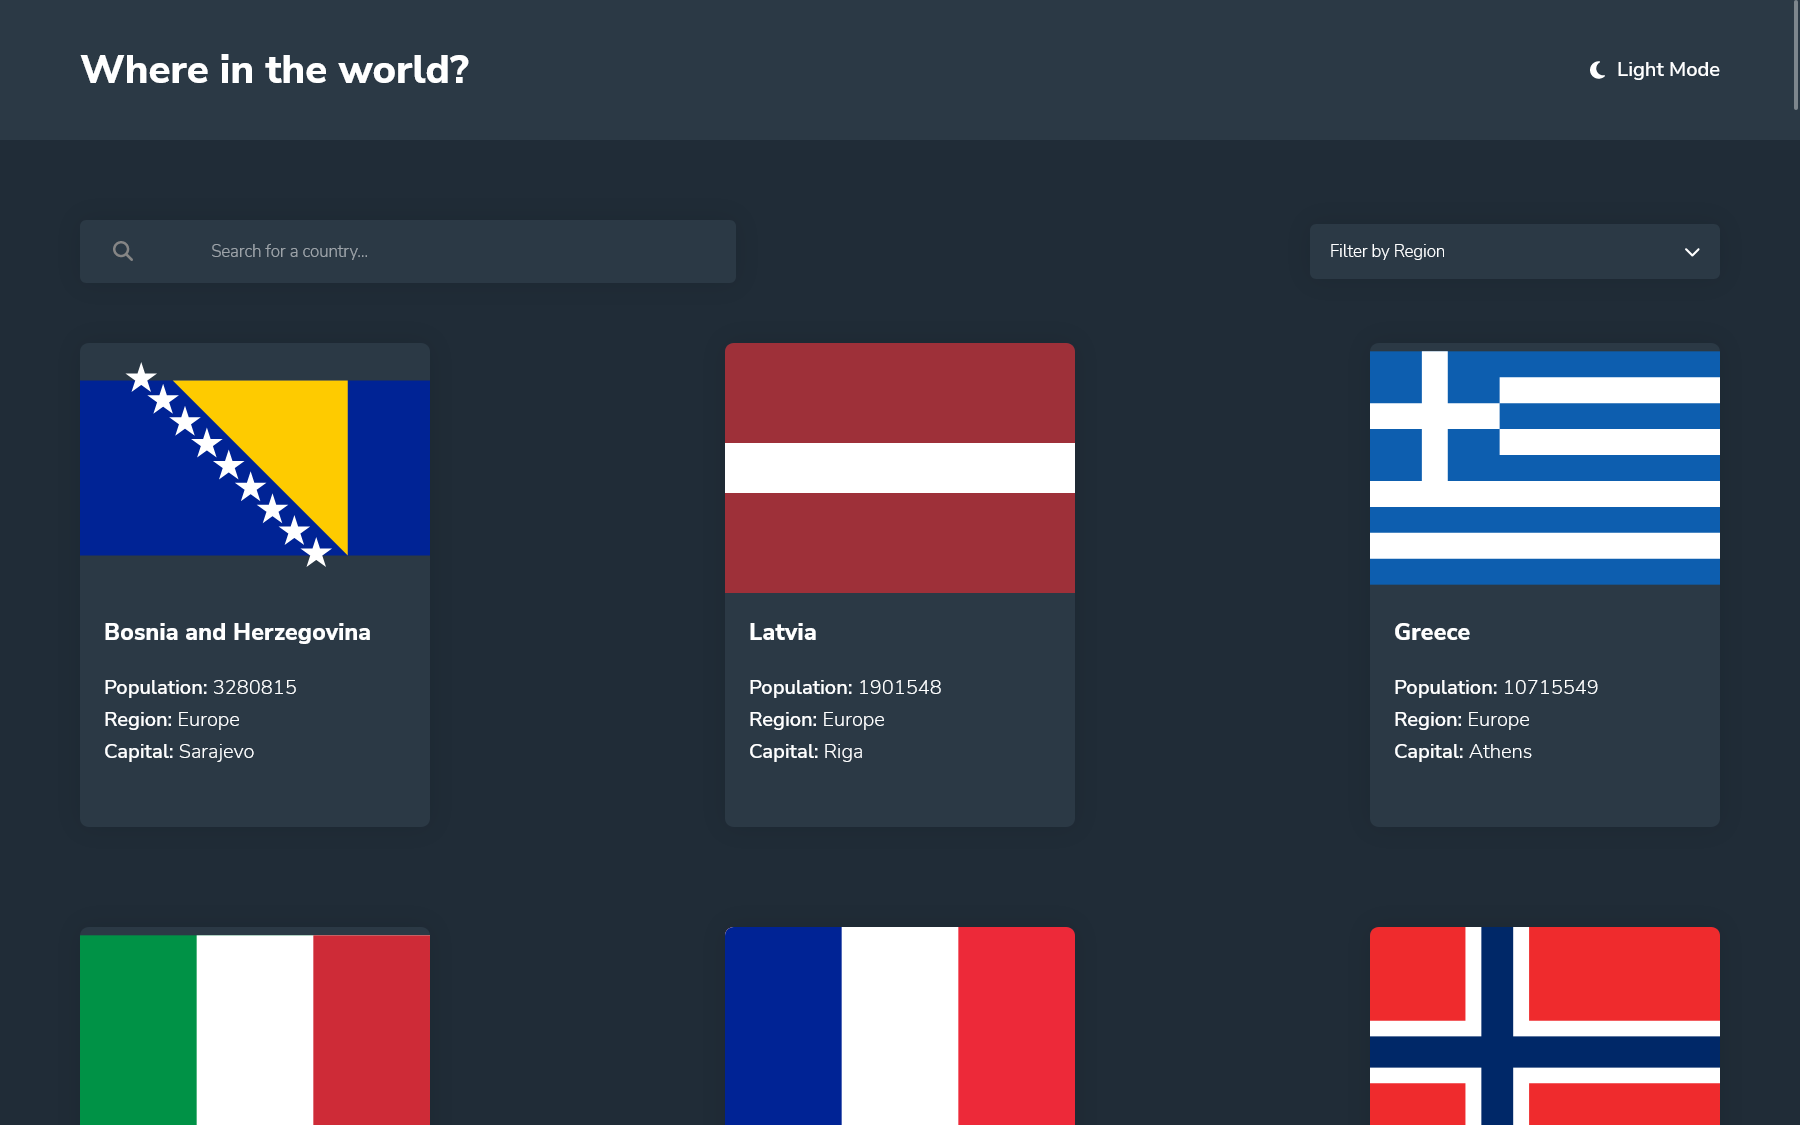 Where in the world?
Light Mode
Search for a country...
Filter by Region
Bosnia and Herzegovina
Population: 3280815
Region: Europe
Capital: Sarajevo
Latvia
Population: 1901548
Region: Europe
Capital: Riga
Greece
Population: 10715549
Region: Europe
Capital: Athens